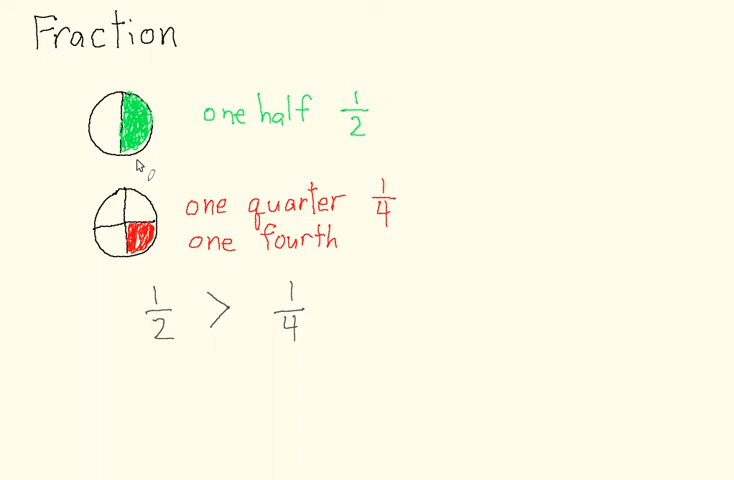 Fraction
one half 1/2
one quarter 1/4
one fourth
1/2 > 1/4